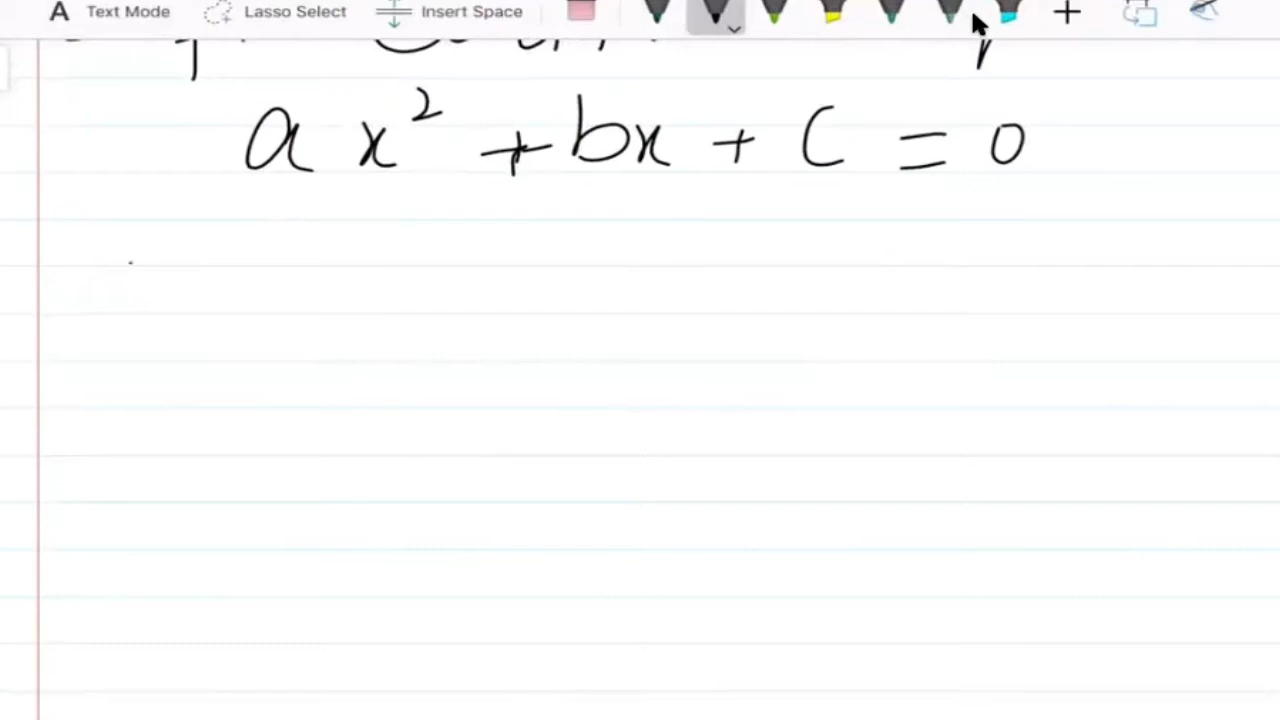 Text Mode Lasso Select Insert Space
ax² + bx + c = 0